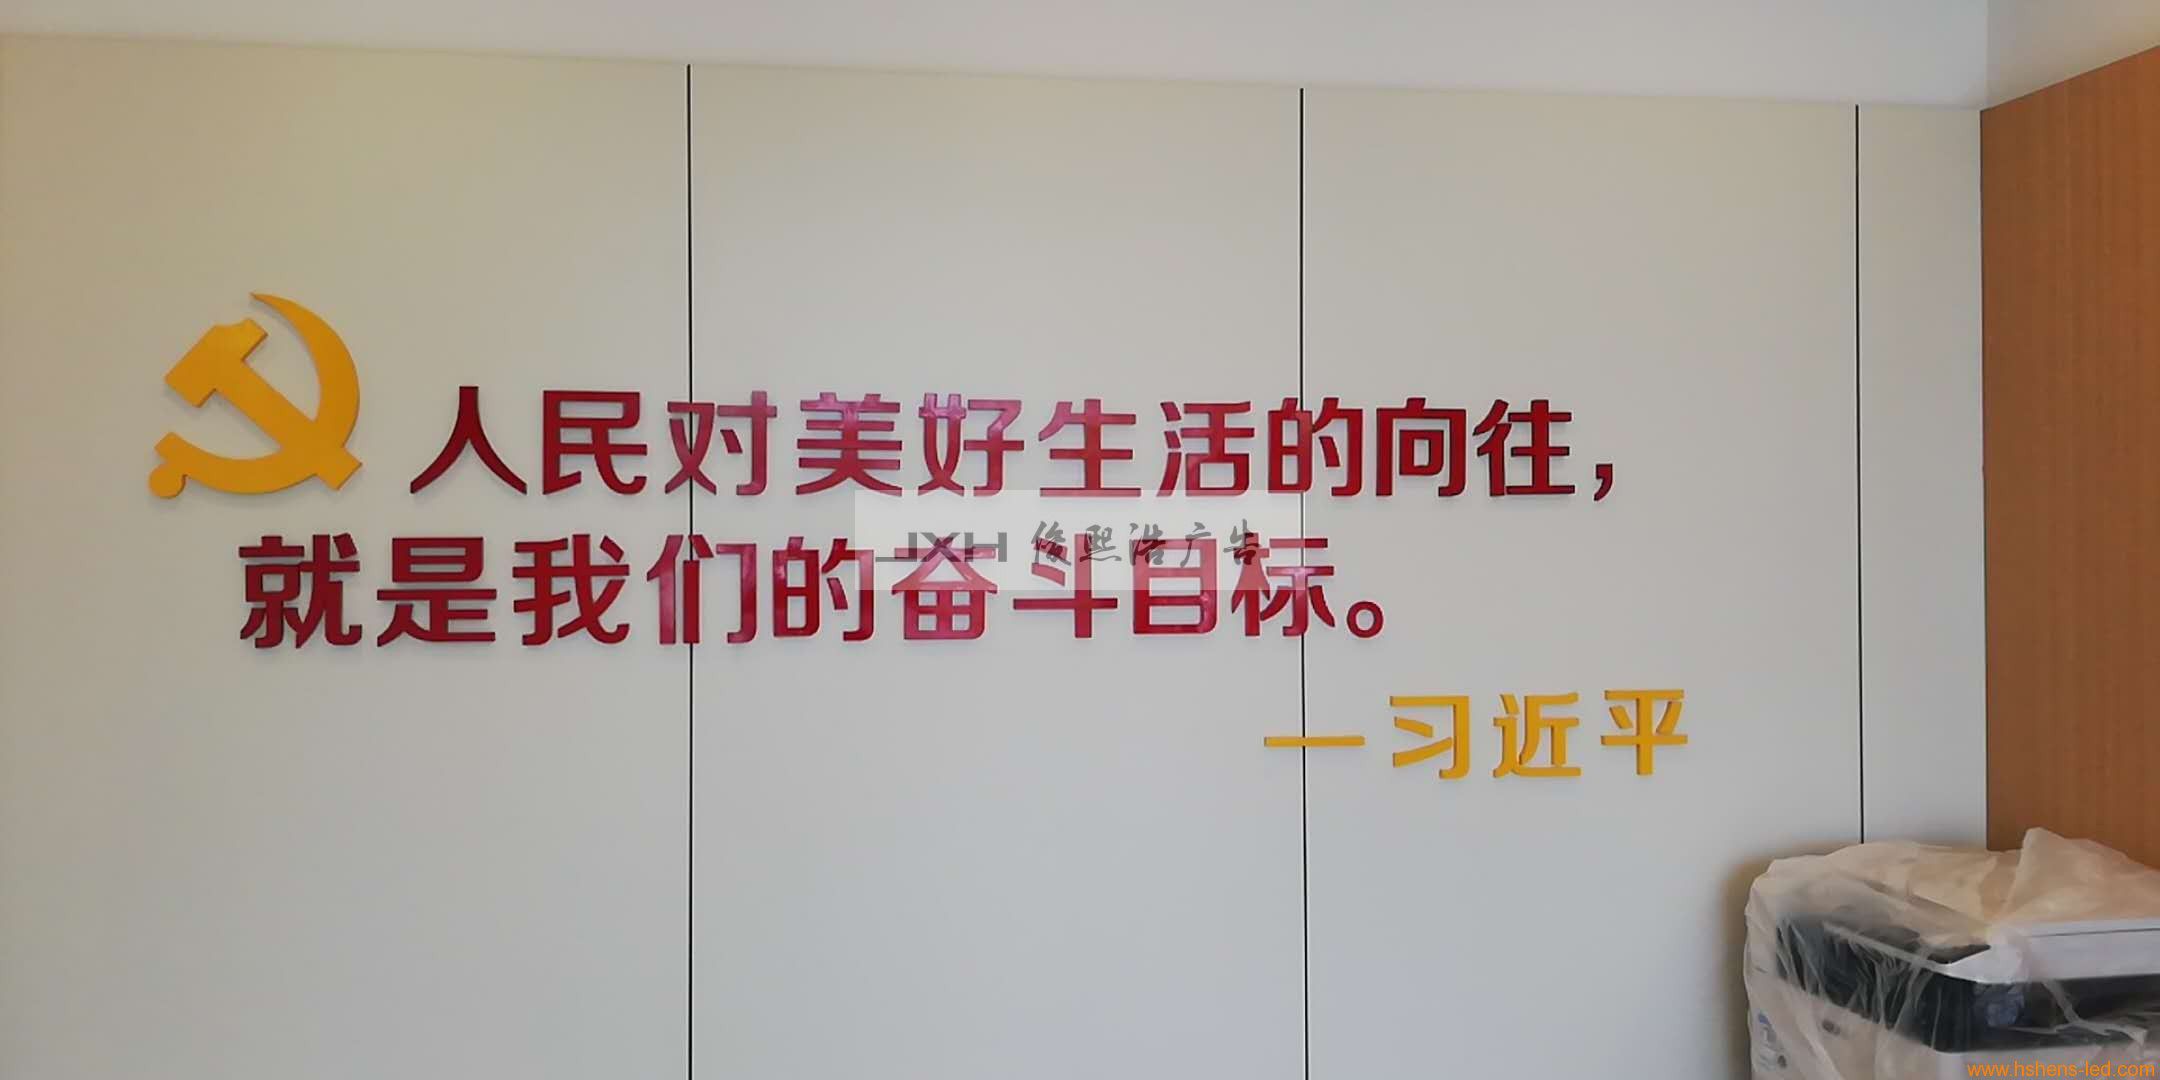 人民对美好生活的向往，
就是我们的奋斗目标。
JXH 俊熙浩广告
—习近平
www.hshens-led.com